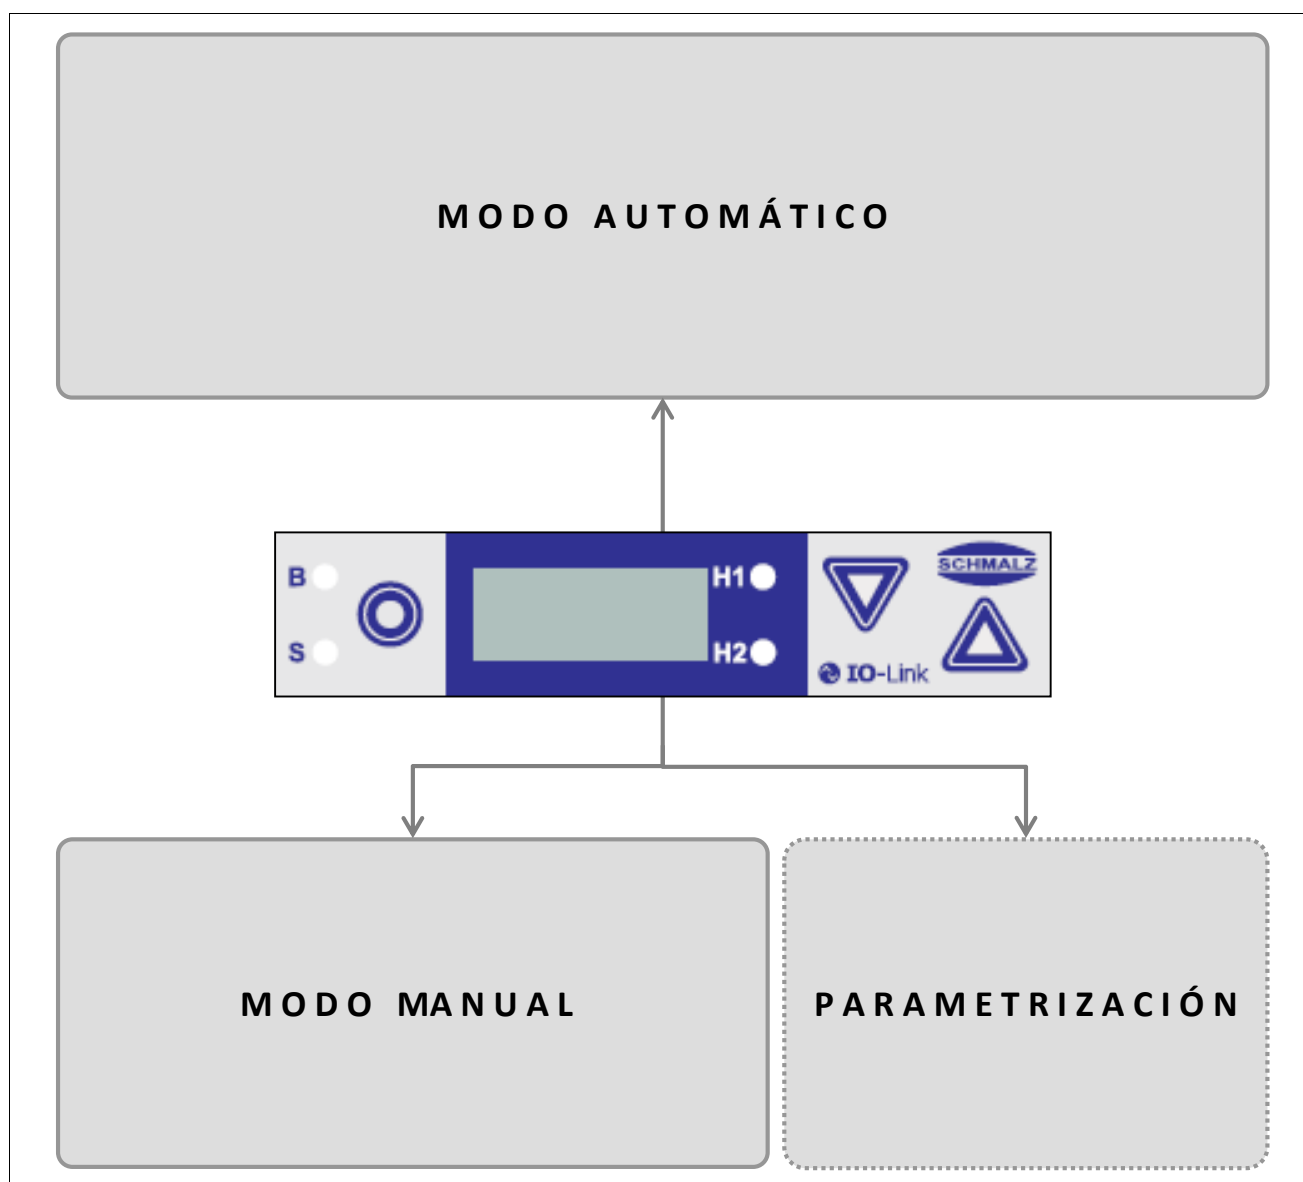 MODO AUTOMÁTICO
B
H1
SCHMALZ
S
H2
IO-Link
MODO MANUAL
PARAMETRIZACIÓN